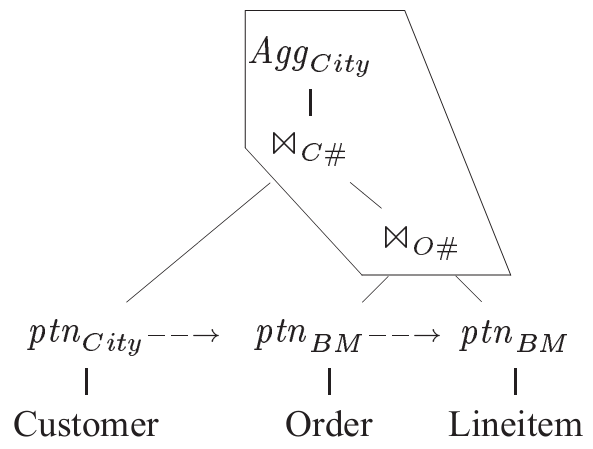 Agg_City
⋈_C#
⋈_O#
ptn_City --→ ptn_BM --→ ptn_BM
Customer Order Lineitem